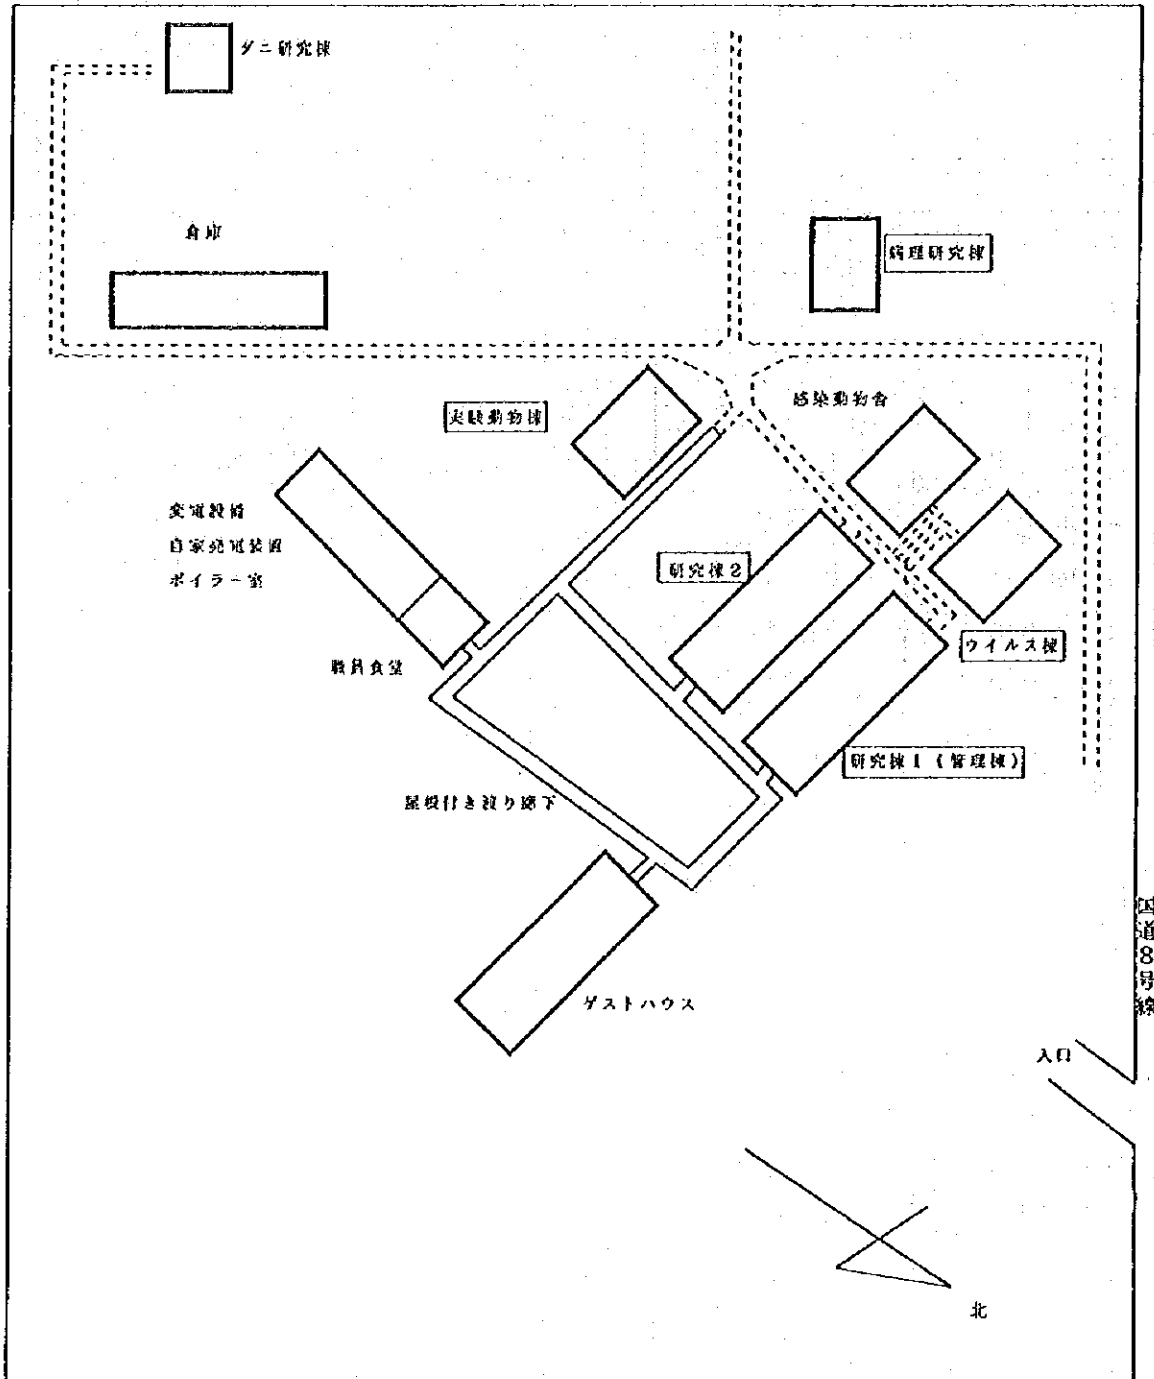 ダニ研究棟
倉庫
病理研究棟
感染動物舎
実験動物棟
変電設備
自家発電装置
ボイラー室
研究棟2
職員食堂
ウイルス棟
研究棟1(管理棟)
屋根付き渡り廊下
国道8号線
ゲストハウス
入口
北